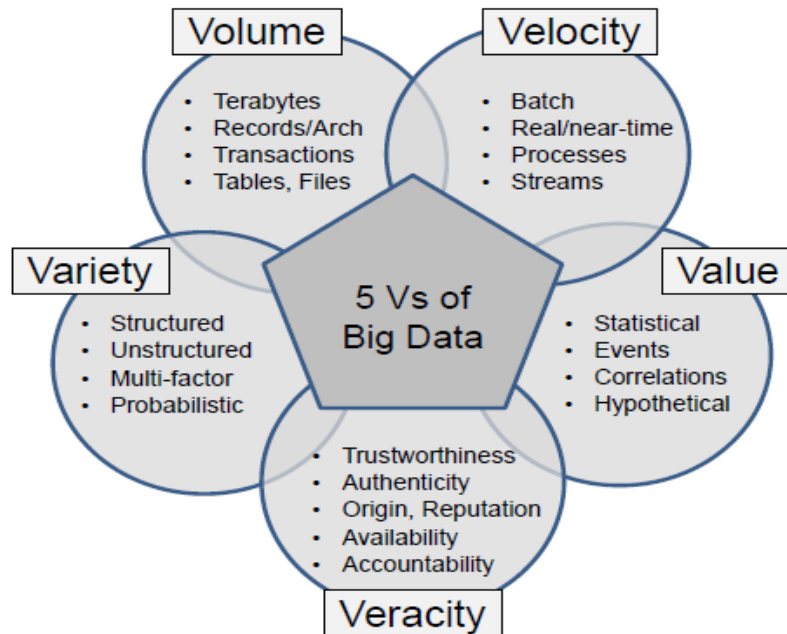 Volume
• Terabytes
• Records/Arch
• Transactions
• Tables, Files
Velocity
• Batch
• Real/near-time
• Processes
• Streams
Variety
• Structured
• Unstructured
• Multi-factor
• Probabilistic
5 Vs of
Big Data
Value
• Statistical
• Events
• Correlations
• Hypothetical
• Trustworthiness
• Authenticity
• Origin, Reputation
• Availability
• Accountability
Veracity